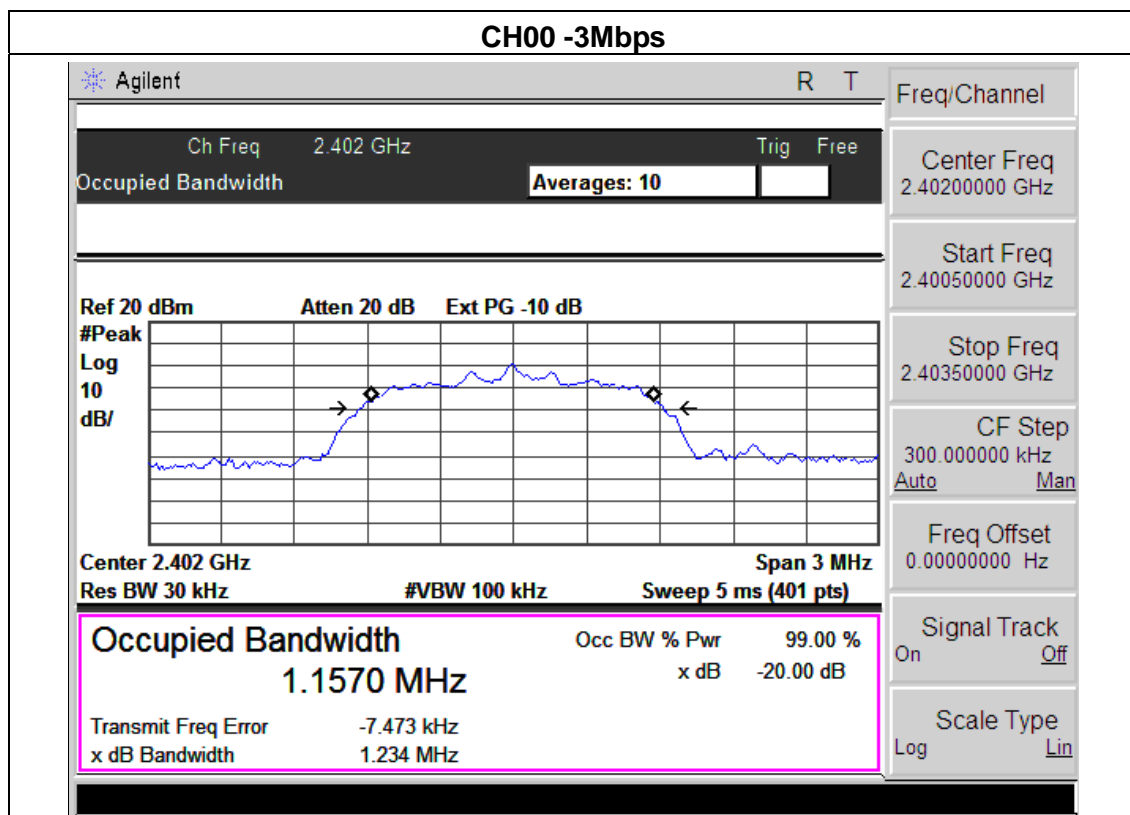 CH00 -3Mbps
Agilent R T
Ch Freq 2.402 GHz Trig Free
Occupied Bandwidth Averages: 10
Ref 20 dBm Atten 20 dB Ext PG -10 dB
#Peak
Log
10
dB/
Center 2.402 GHz Span 3 MHz
Res BW 30 kHz #VBW 100 kHz Sweep 5 ms (401 pts)
Occupied Bandwidth Occ BW % Pwr 99.00 %
1.1570 MHz x dB -20.00 dB
Transmit Freq Error -7.473 kHz
x dB Bandwidth 1.234 MHz
Freq/Channel
Center Freq
2.40200000 GHz
Start Freq
2.40050000 GHz
Stop Freq
2.40350000 GHz
CF Step
300.000000 kHz
Auto Man
Freq Offset
0.00000000 Hz
Signal Track
On Off
Scale Type
Log Lin